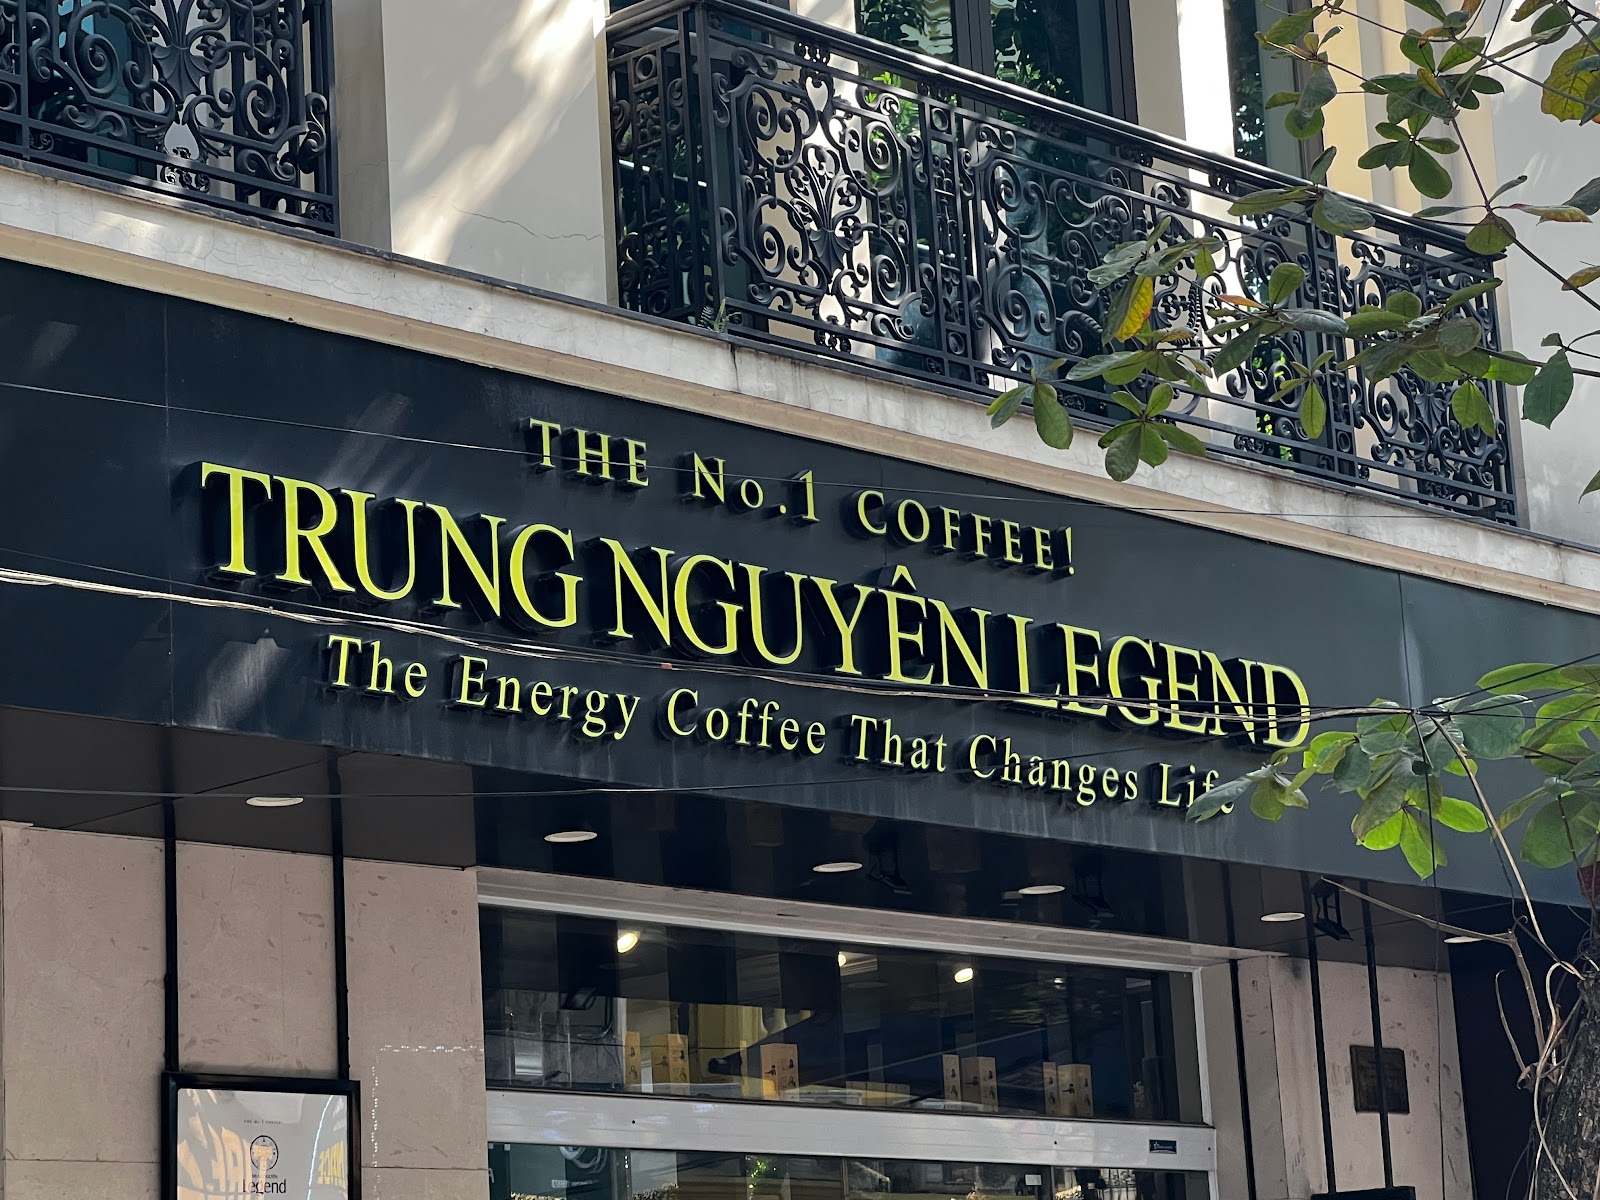 THE No.1 COFFEE!
TRUNG NGUYÊN LEGEND
The Energy Coffee That Changes Life
Legend